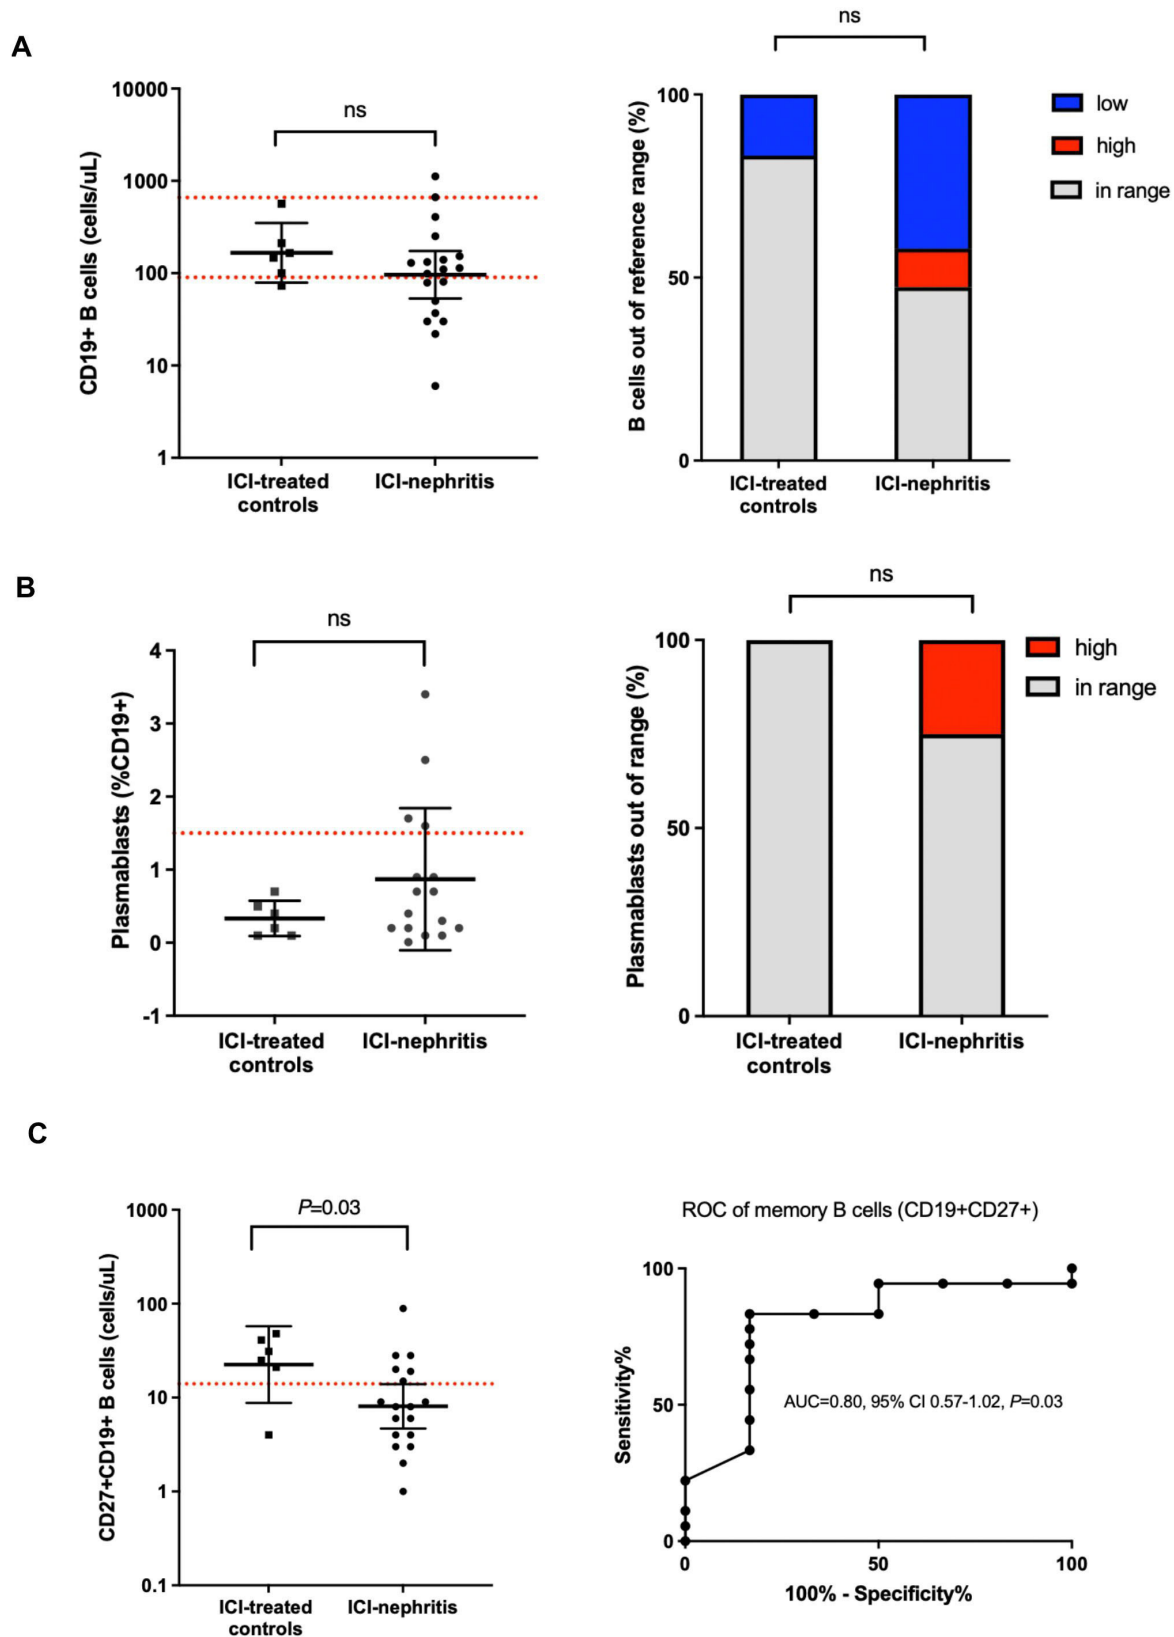 A
ns
10000
1000
100
10
1
CD19+ B cells (cells/uL)
ICI-treated
controls
ICI-nephritis
ns
100
50
0
B cells out of reference range (%)
ICI-treated
controls
ICI-nephritis
low
high
in range
B
ns
4
3
2
1
0
-1
Plasmablasts (%CD19+)
ICI-treated
controls
ICI-nephritis
ns
100
50
0
Plasmablasts out of range (%)
ICI-treated
controls
ICI-nephritis
high
in range
C
P=0.03
1000
100
10
1
0.1
CD27+CD19+ B cells (cells/uL)
ICI-treated
controls
ICI-nephritis
ROC of memory B cells (CD19+CD27+)
100
50
0
Sensitivity%
AUC=0.80, 95% CI 0.57-1.02, P=0.03
0
50
100
100% - Specificity%